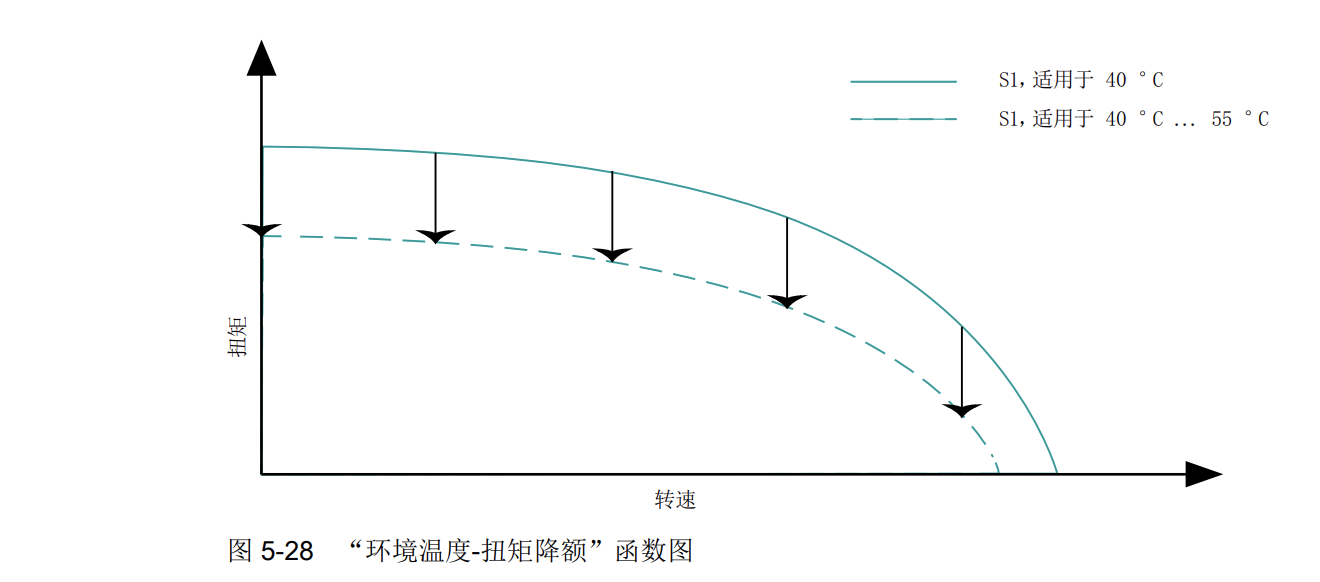 S1, 适用于 40 °C
S1, 适用于 40 °C ... 55 °C
扭矩
转速
图 5-28 “环境温度-扭矩降额”函数图